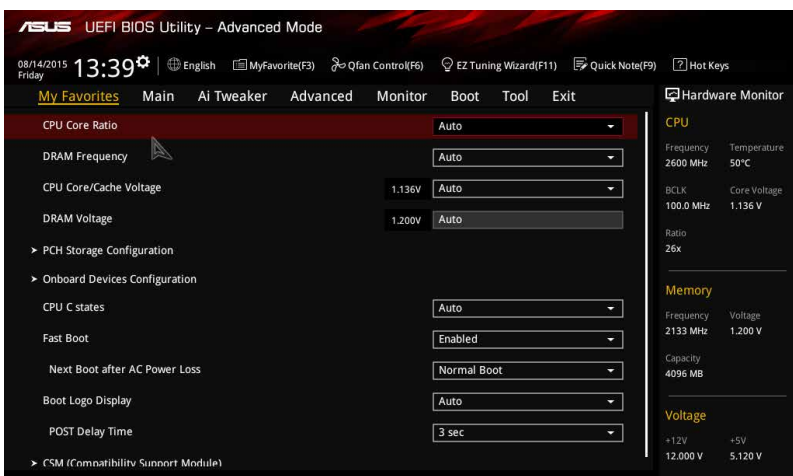 ASUS UEFI BIOS Utility – Advanced Mode
08/14/2015 Friday 13:39 English MyFavorite(F3) Qfan Control(F6) EZ Tuning Wizard(F11) Quick Note(F9) ? Hot Keys
My Favorites Main Ai Tweaker Advanced Monitor Boot Tool Exit
CPU Core Ratio Auto
DRAM Frequency Auto
CPU Core/Cache Voltage 1.136V Auto
DRAM Voltage 1.200V Auto
> PCH Storage Configuration
> Onboard Devices Configuration
CPU C states Auto
Fast Boot Enabled
Next Boot after AC Power Loss Normal Boot
Boot Logo Display Auto
POST Delay Time 3 sec
> CSM (Compatibility Support Module)
Hardware Monitor
CPU
Frequency Temperature
2600 MHz 50°C
BCLK Core Voltage
100.0 MHz 1.136 V
Ratio
26x
Memory
Frequency Voltage
2133 MHz 1.200 V
Capacity
4096 MB
Voltage
+12V +5V
12.000 V 5.120 V